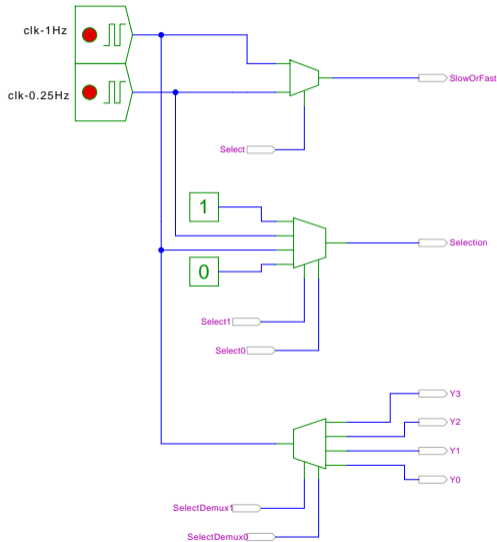 clk-1Hz
clk-0.25Hz
SlowOrFast
Select
1
0
Selection
Select1
Select0
Y3
Y2
Y1
Y0
SelectDemux1
SelectDemux0